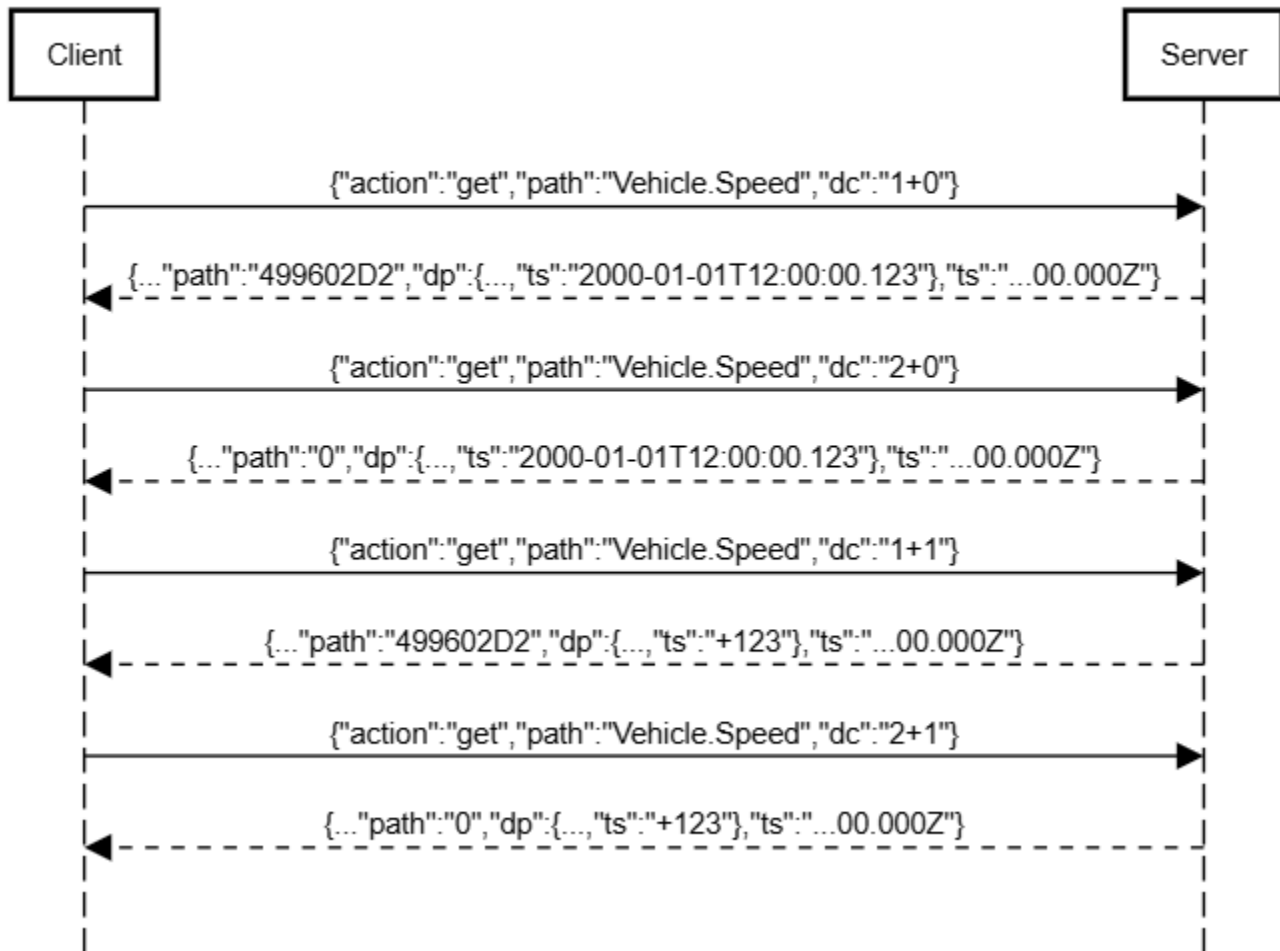 Client
Server
{"action":"get","path":"Vehicle.Speed","dc":"1+0"}
{..."path":"499602D2","dp":{...,"ts":"2000-01-01T12:00:00.123"},"ts":"...00.000Z"}
{"action":"get","path":"Vehicle.Speed","dc":"2+0"}
{..."path":"0","dp":{...,"ts":"2000-01-01T12:00:00.123"},"ts":"...00.000Z"}
{"action":"get","path":"Vehicle.Speed","dc":"1+1"}
{..."path":"499602D2","dp":{...,"ts":"+123"},"ts":"...00.000Z"}
{"action":"get","path":"Vehicle.Speed","dc":"2+1"}
{..."path":"0","dp":{...,"ts":"+123"},"ts":"...00.000Z"}